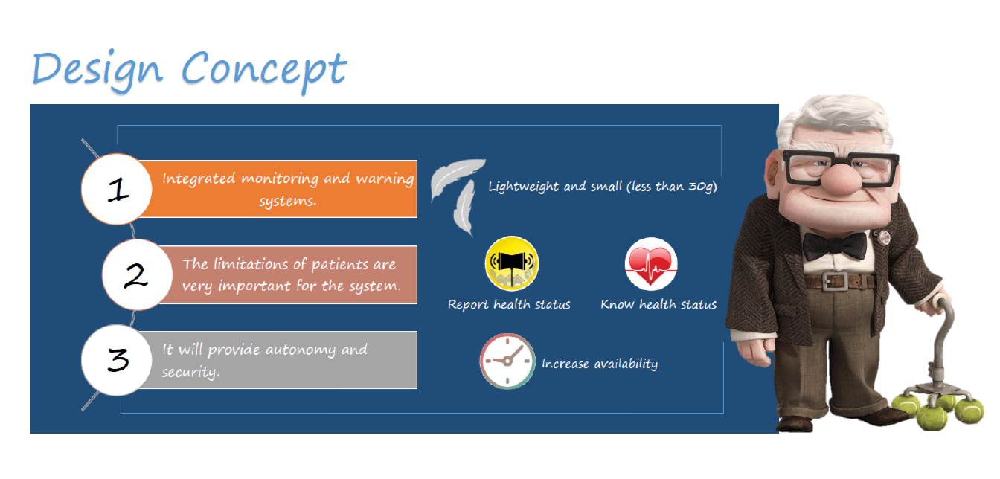 Design Concept
1
Integrated monitoring and warning
systems.
Lightweight and small (less than 30g)
2
The limitations of patients are
very important for the system.
Report health status
Know health status
3
It will provide autonomy and
security.
Increase availability